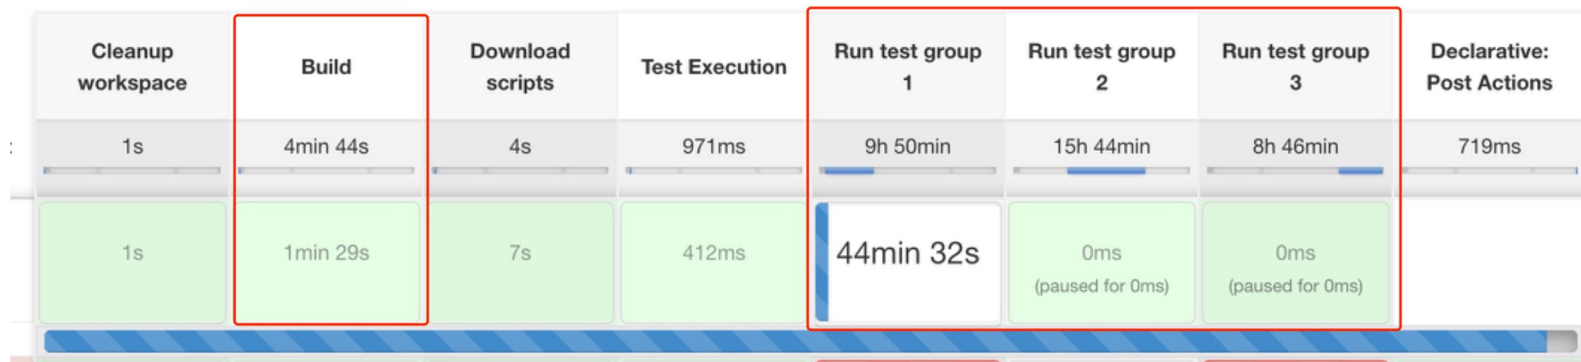 Cleanup
workspace
Build
Download
scripts
Test Execution
Run test group
1
Run test group
2
Run test group
3
Declarative:
Post Actions
1s
4min 44s
4s
971ms
9h 50min
15h 44min
8h 46min
719ms
1s
1min 29s
7s
412ms
44min 32s
0ms
(paused for 0ms)
0ms
(paused for 0ms)